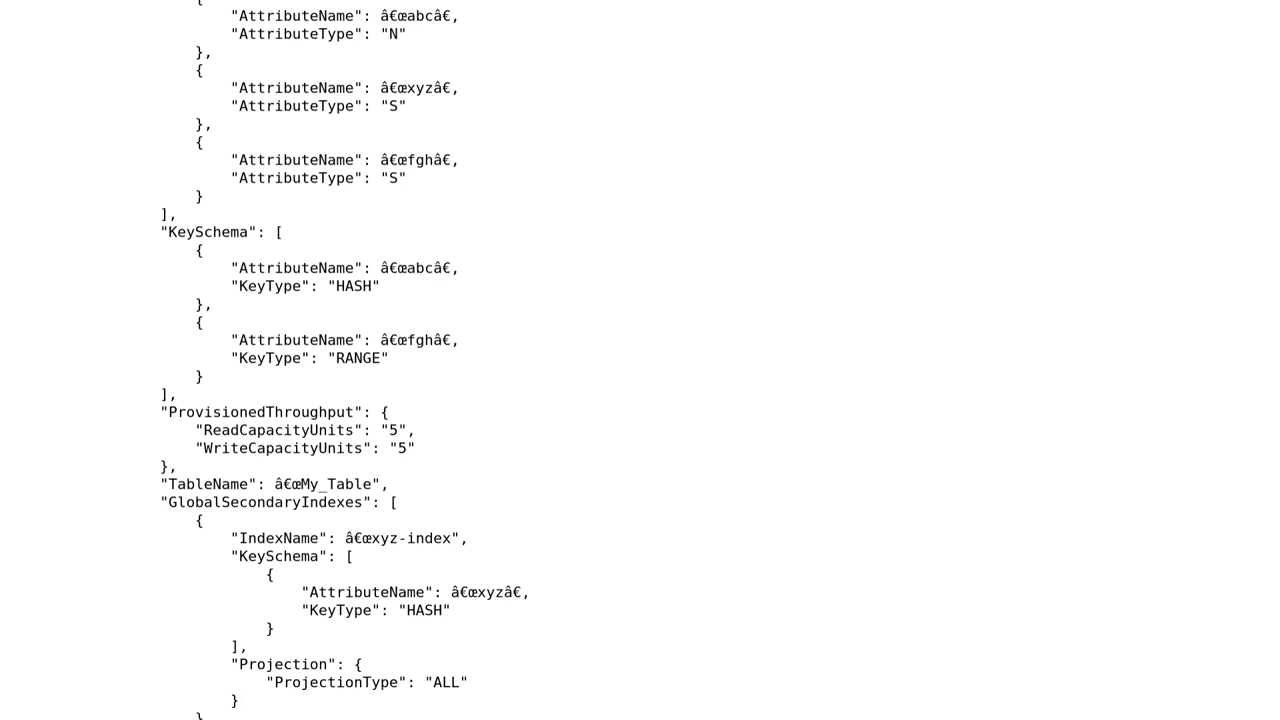 {
"AttributeName": â€œabcâ€,
"AttributeType": "N"
},
{
"AttributeName": â€œxyzâ€,
"AttributeType": "S"
},
{
"AttributeName": â€œfghâ€,
"AttributeType": "S"
}
],
"KeySchema": [
{
"AttributeName": â€œabcâ€,
"KeyType": "HASH"
},
{
"AttributeName": â€œfghâ€,
"KeyType": "RANGE"
}
],
"ProvisionedThroughput": {
"ReadCapacityUnits": "5",
"WriteCapacityUnits": "5"
},
"TableName": â€œMy_Table",
"GlobalSecondaryIndexes": [
{
"IndexName": â€œxyz-index",
"KeySchema": [
{
"AttributeName": â€œxyzâ€,
"KeyType": "HASH"
}
],
"Projection": {
"ProjectionType": "ALL"
}
}